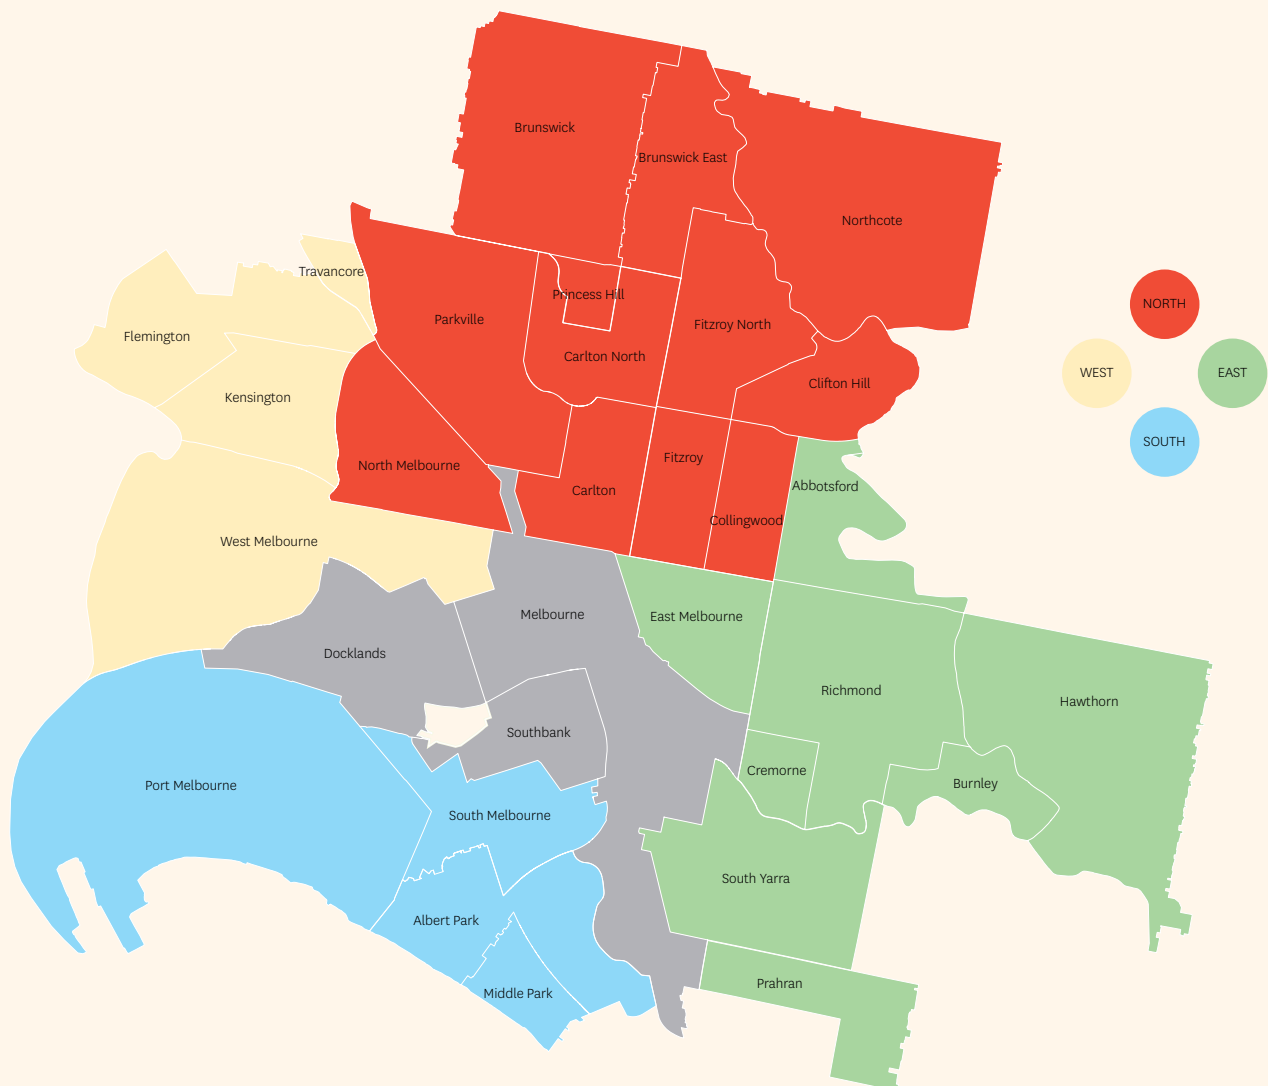 Brunswick
Brunswick East
Northcote
Travancore
Princess Hill
NORTH
Parkville
Fitzroy North
Flemington
Carlton North
WEST
EAST
Clifton Hill
Kensington
SOUTH
Fitzroy
North Melbourne
Abbotsford
Carlton
Collingwood
West Melbourne
Melbourne
East Melbourne
Docklands
Richmond
Hawthorn
Southbank
Cremorne
Burnley
Port Melbourne
South Melbourne
South Yarra
Albert Park
Prahran
Middle Park